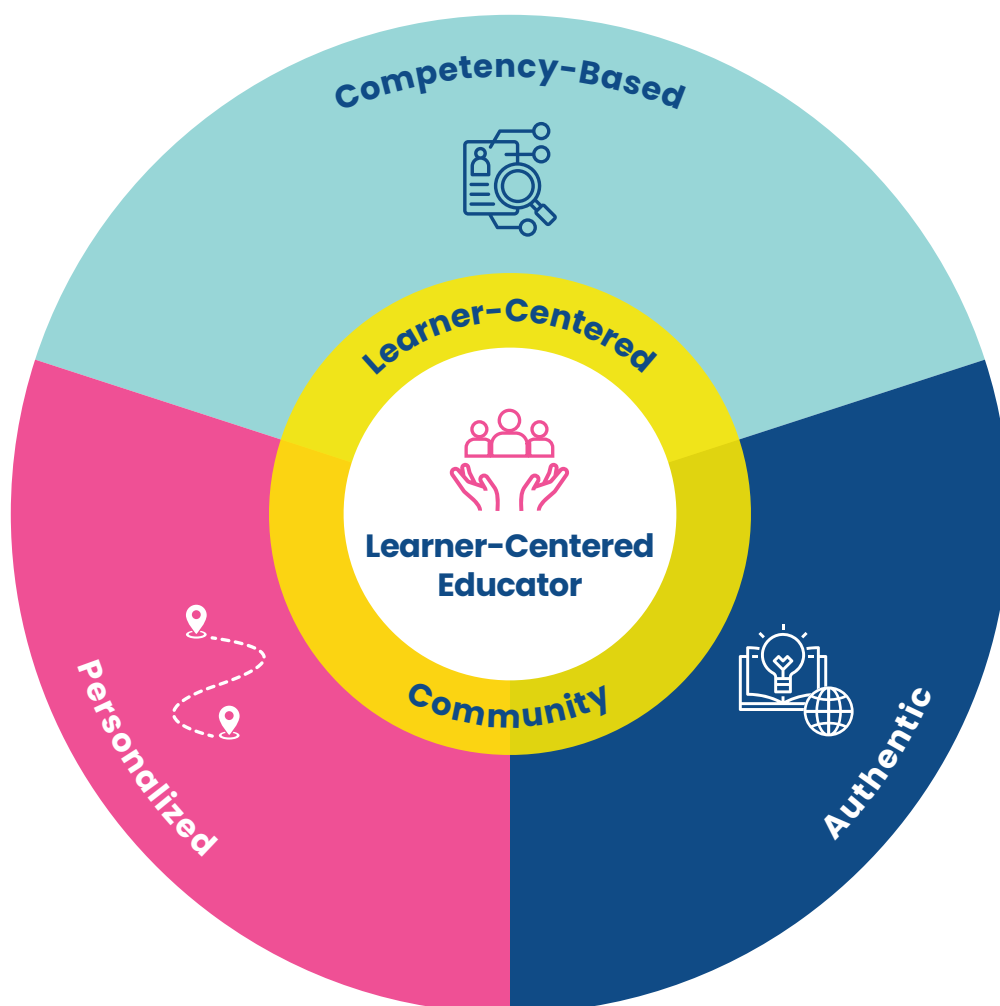 Competency-Based
Learner-Centered
Learner-Centered
Educator
Community
Personalized
Authentic